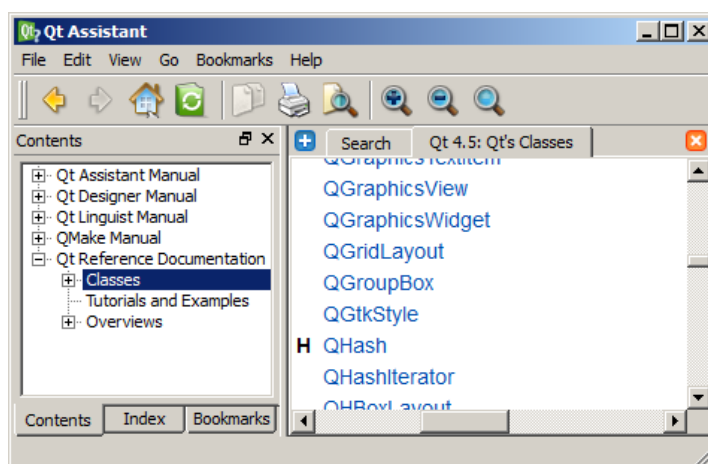 Qt Assistant
File Edit View Go Bookmarks Help
Contents
Qt Assistant Manual
Qt Designer Manual
Qt Linguist Manual
QMake Manual
Qt Reference Documentation
Classes
Tutorials and Examples
Overviews
Contents Index Bookmarks
Search Qt 4.5: Qt's Classes
QGraphicsTextItem
QGraphicsView
QGraphicsWidget
QGridLayout
QGroupBox
QGtkStyle
H QHash
QHashIterator
QHBoxLayout